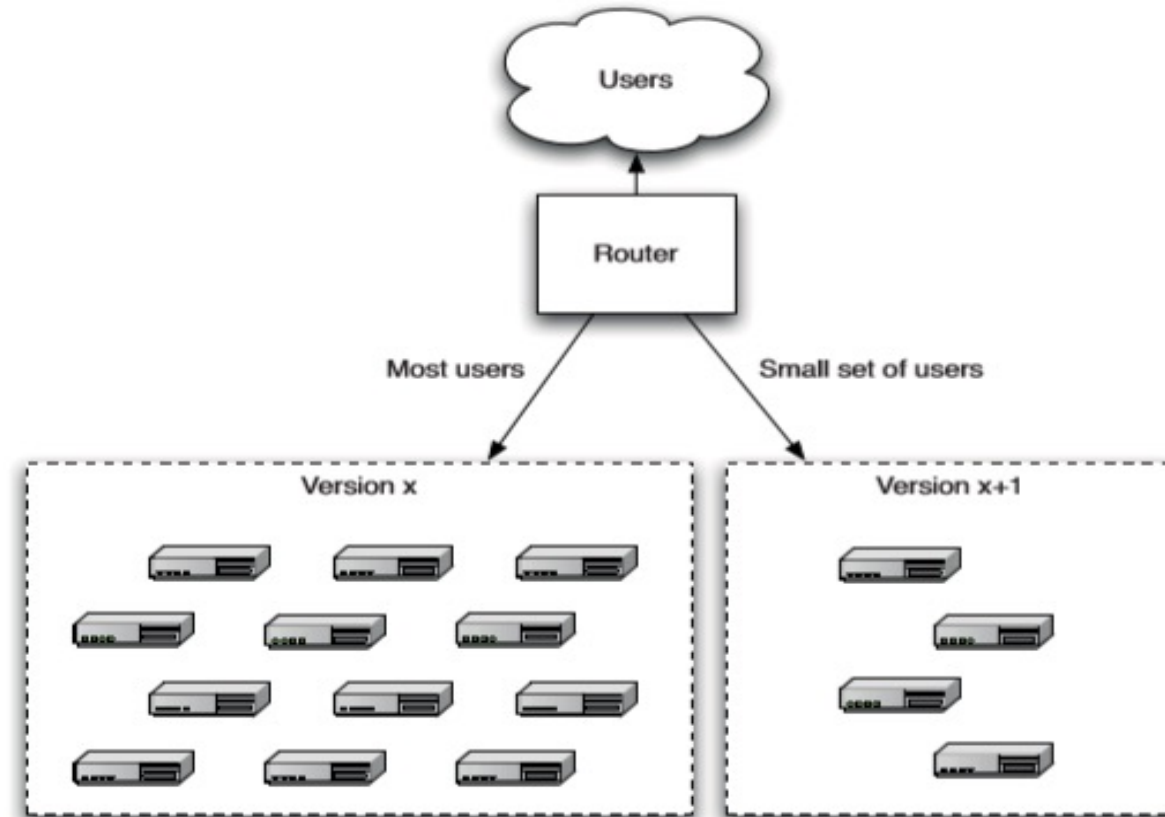 Users
Router
Most users
Small set of users
Version x
Version x+1